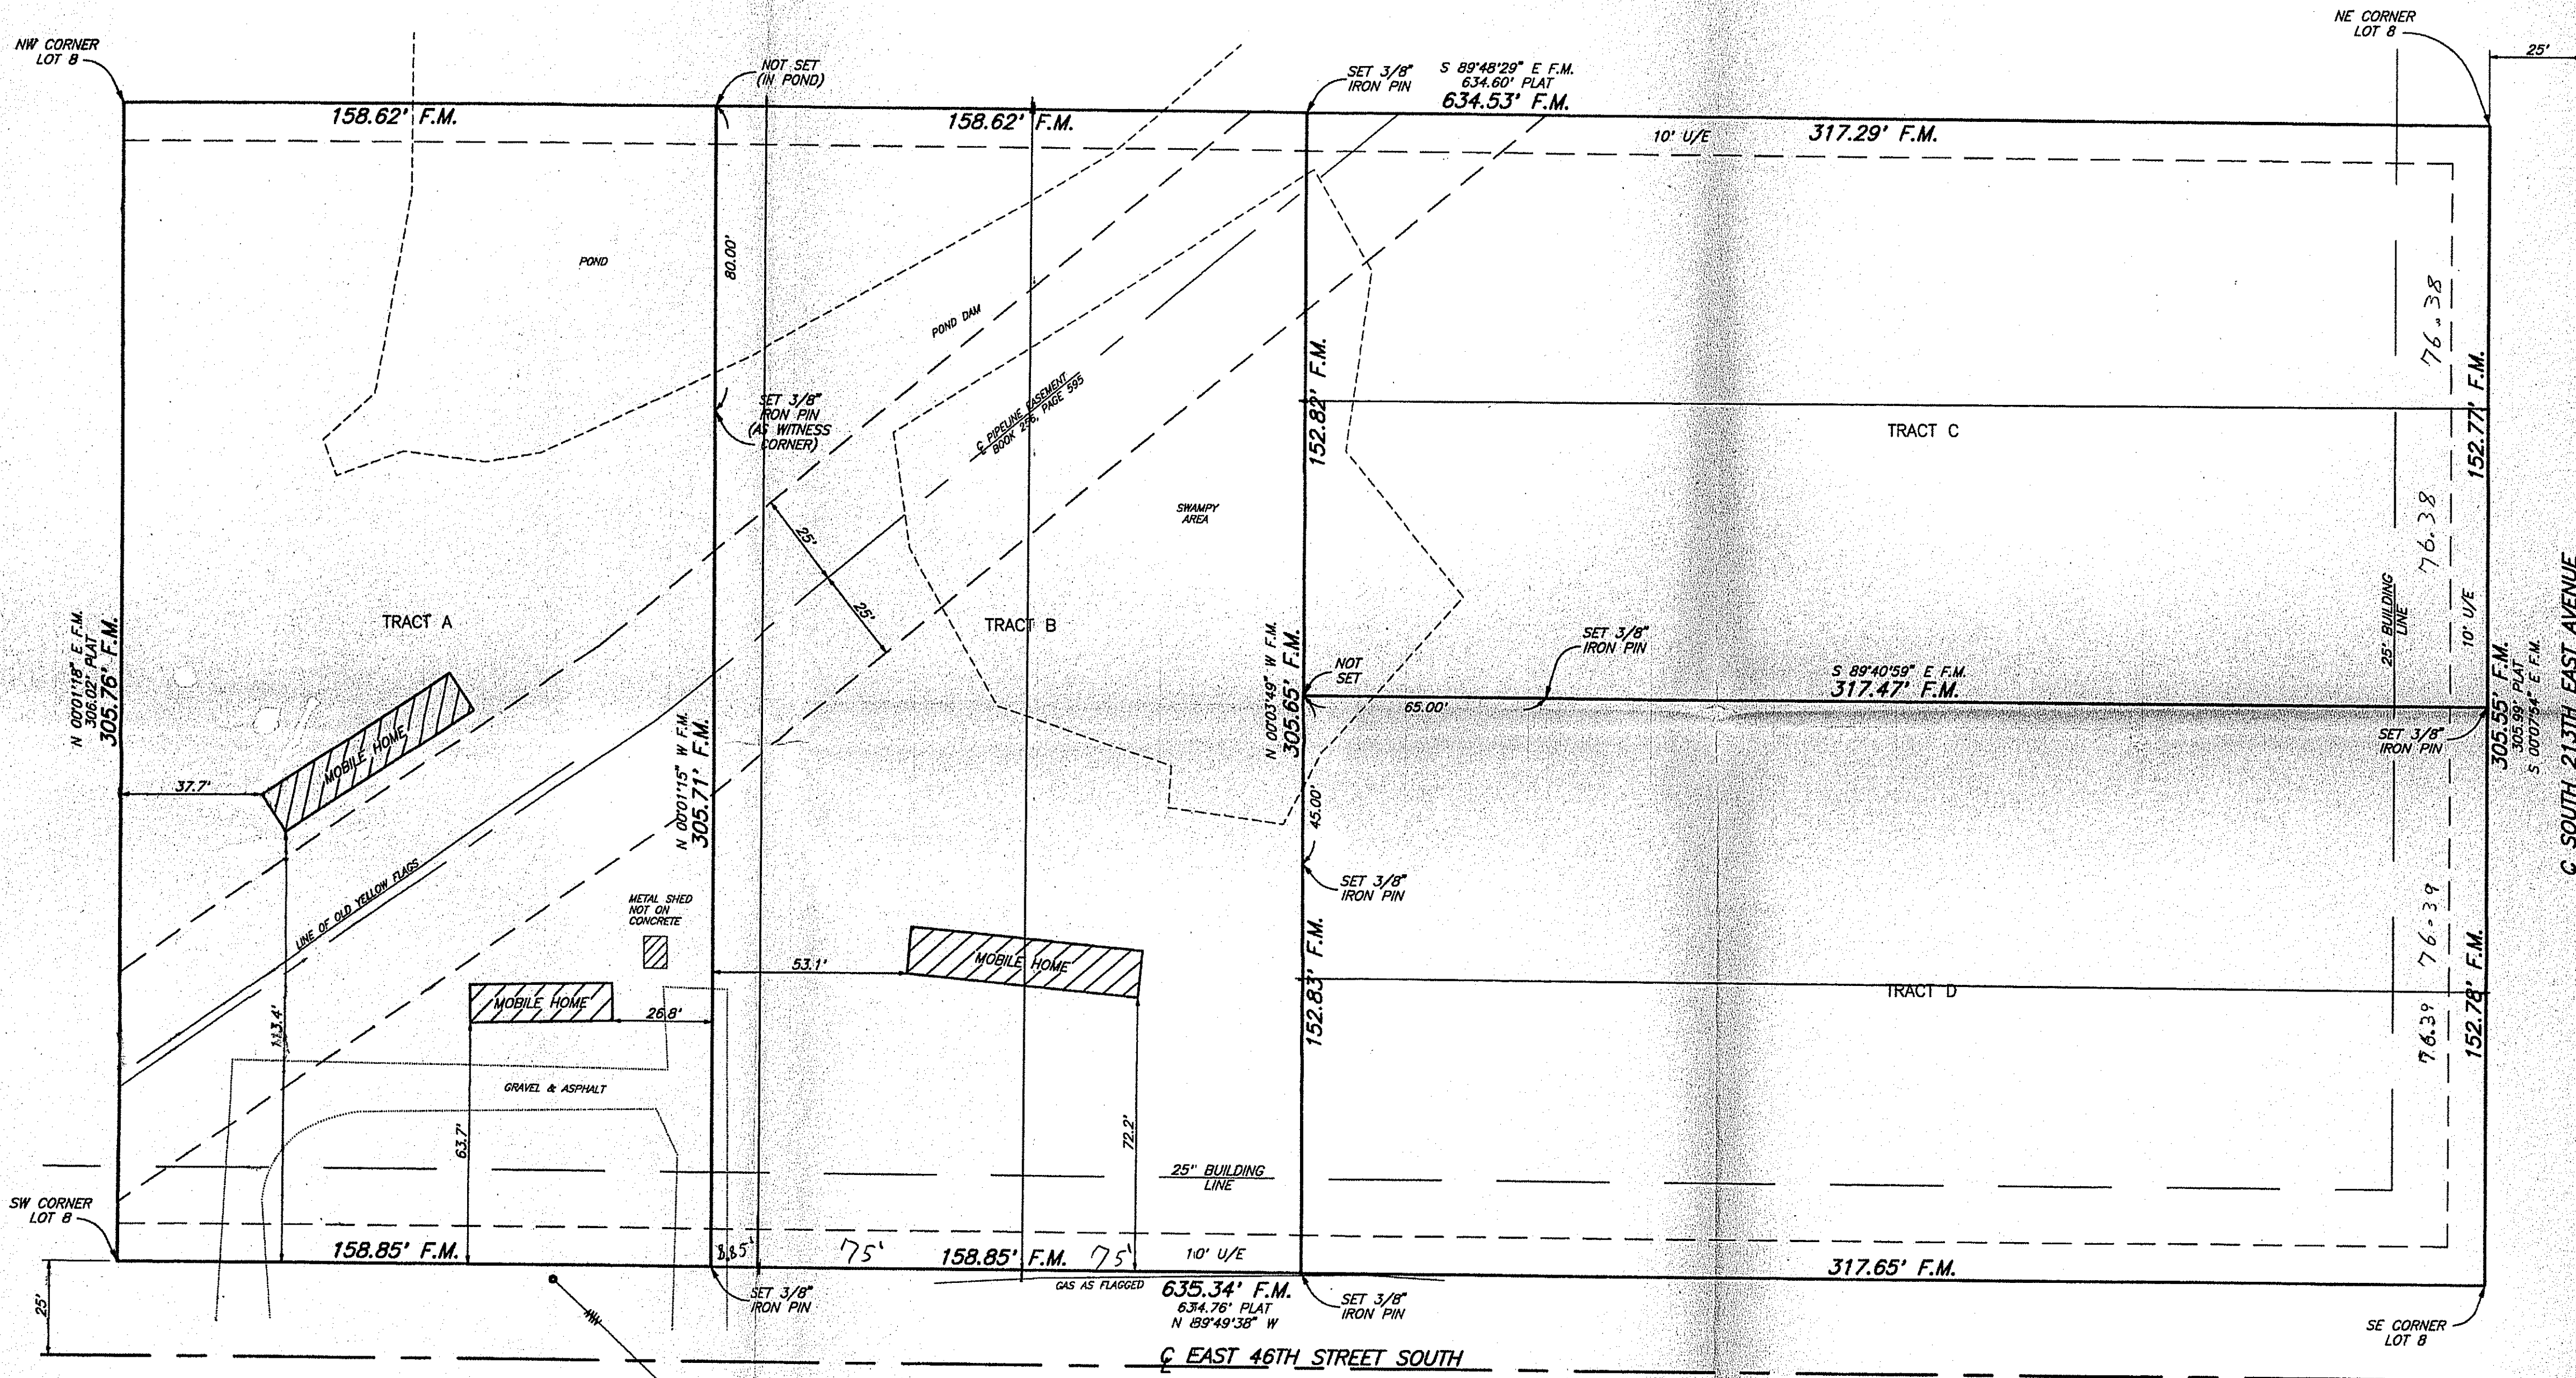 NW CORNER
LOT 8
NOT SET
(IN POND)
SET 3/8"
IRON PIN
S 89°48'29" E F.M.
634.60' PLAT
634.53' F.M.
NE CORNER
LOT 8
25'
158.62' F.M.
158.62' F.M.
10' U/E
317.29' F.M.
80.00'
POND
POND DAM
76.38
SET 3/8"
IRON PIN
(AS WITNESS
CORNER)
℄ PIPELINE EASEMENT
BOOK 256, PAGE 595
152.82' F.M.
152.77' F.M.
TRACT C
SWAMPY
AREA
76.38
25'
25'
TRACT A
TRACT B
N 00°01'18" E F.M.
306.02' PLAT
305.76' F.M.
N 00°03'49" W F.M.
305.65' F.M.
NOT
SET
SET 3/8"
IRON PIN
S 89°40'59" E F.M.
317.47' F.M.
65.00'
25' BUILDING
LINE
10' U/E
305.55' F.M.
305.99' PLAT
S 00°07'54" E F.M.
℄ SOUTH 213TH EAST AVENUE
SET 3/8"
IRON PIN
MOBILE HOME
37.7'
N 00°01'15" W F.M.
305.71' F.M.
45.00'
SET 3/8"
IRON PIN
LINE OF OLD YELLOW FLAGS
METAL SHED
NOT ON
CONCRETE
76.39
53.1'
MOBILE HOME
152.83' F.M.
TRACT D
152.78' F.M.
MOBILE HOME
26.8'
113.4'
76.39
GRAVEL & ASPHALT
63.7'
72.2'
25' BUILDING
LINE
SW CORNER
LOT 8
158.85' F.M.
8.85'
75'
158.85' F.M.
75'
10' U/E
317.65' F.M.
GAS AS FLAGGED
635.34' F.M.
634.76' PLAT
N 89°49'38" W
25'
SET 3/8"
IRON PIN
SET 3/8"
IRON PIN
SE CORNER
LOT 8
℄ EAST 46TH STREET SOUTH